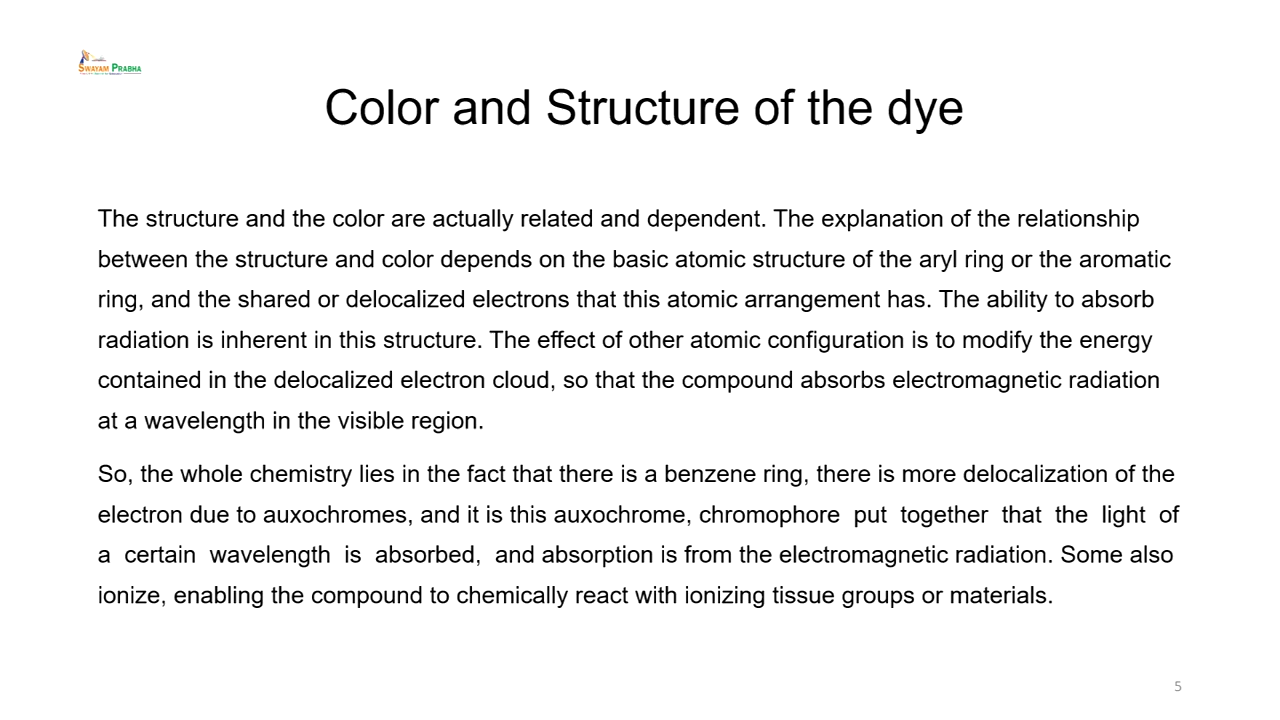 SWAYAM PRABHA
Color and Structure of the dye
The structure and the color are actually related and dependent. The explanation of the relationship
between the structure and color depends on the basic atomic structure of the aryl ring or the aromatic
ring, and the shared or delocalized electrons that this atomic arrangement has. The ability to absorb
radiation is inherent in this structure. The effect of other atomic configuration is to modify the energy
contained in the delocalized electron cloud, so that the compound absorbs electromagnetic radiation
at a wavelength in the visible region.
So, the whole chemistry lies in the fact that there is a benzene ring, there is more delocalization of the
electron due to auxochromes, and it is this auxochrome, chromophore put together that the light of
a certain wavelength is absorbed, and absorption is from the electromagnetic radiation. Some also
ionize, enabling the compound to chemically react with ionizing tissue groups or materials.
5